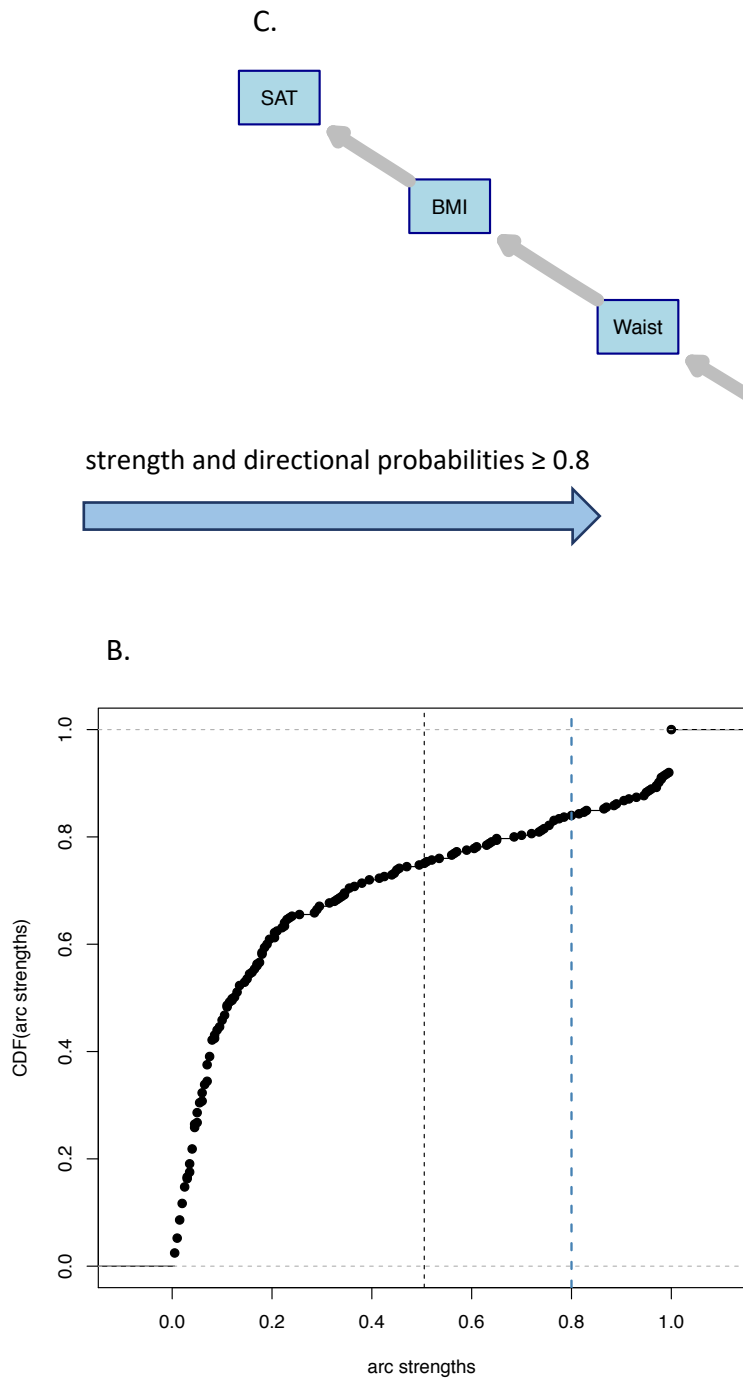 C.
SAT
BMI
Waist
strength and directional probabilities ≥ 0.8
B.
1.0
0.8
0.6
0.4
0.2
0.0
CDF(arc strengths)
0.0 0.2 0.4 0.6 0.8 1.0
arc strengths